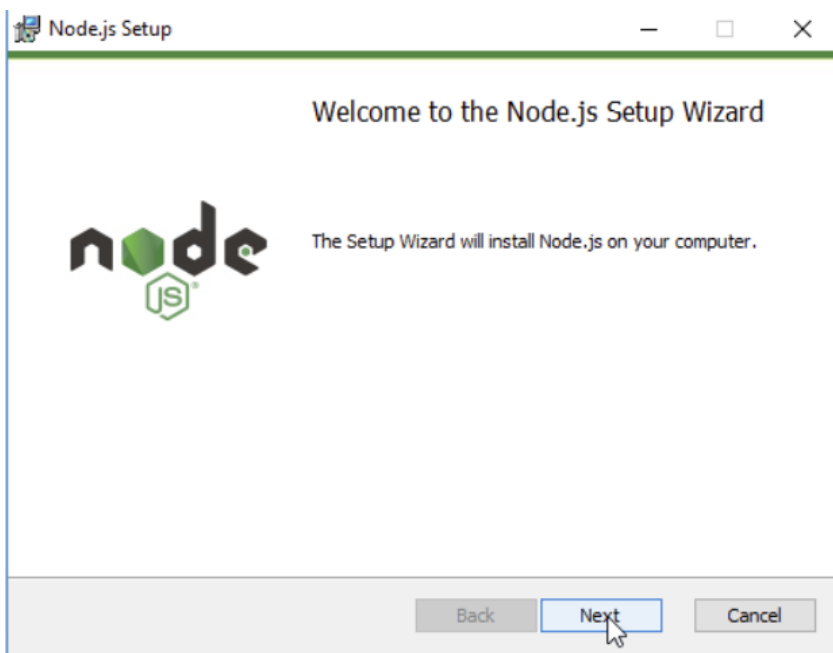 Node.js Setup
Welcome to the Node.js Setup Wizard
node
JS®
The Setup Wizard will install Node.js on your computer.
Back
Next
Cancel